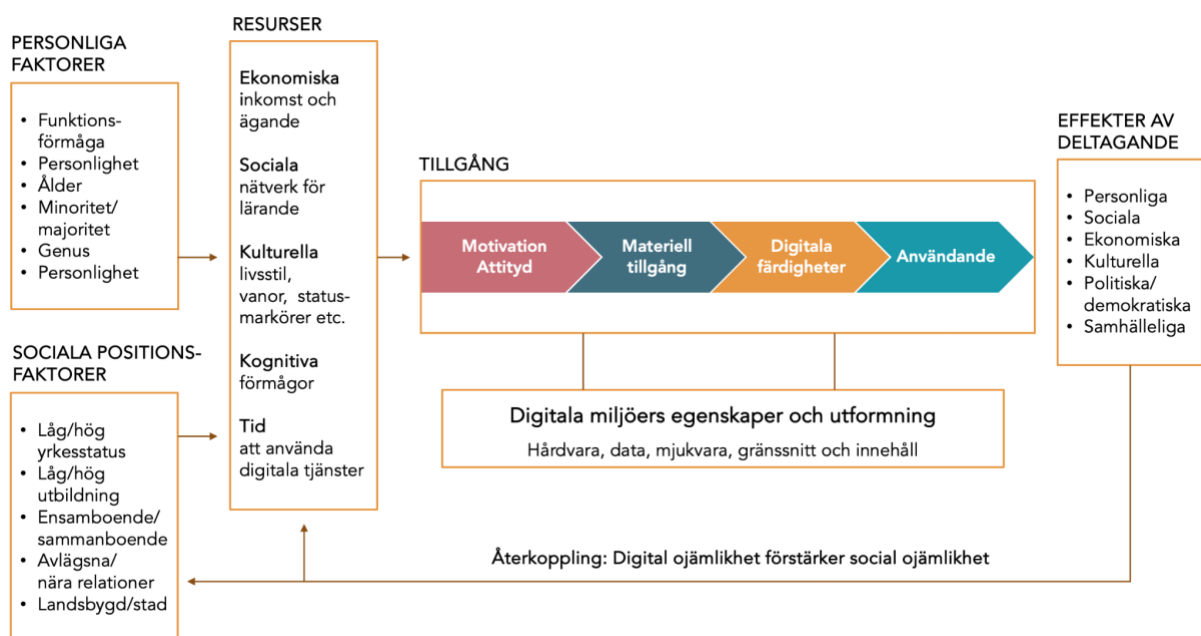 PERSONLIGA
FAKTORER
• Funktions-
förmåga
• Personlighet
• Ålder
• Minoritet/
majoritet
• Genus
• Personlighet
SOCIALA POSITIONS-
FAKTORER
• Låg/hög
yrkesstatus
• Låg/hög
utbildning
• Ensamboende/
sammanboende
• Avlägsna/
nära relationer
• Landsbygd/stad
RESURSER
Ekonomiska
inkomst och
ägande
Sociala
nätverk för
lärande
Kulturella
livsstil,
vanor, status-
markörer etc.
Kognitiva
förmågor
Tid
att använda
digitala tjänster
TILLGÅNG
Motivation
Attityd
Materiell
tillgång
Digitala
färdigheter
Användande
Digitala miljöers egenskaper och utformning
Hårdvara, data, mjukvara, gränssnitt och innehåll
EFFEKTER AV
DELTAGANDE
• Personliga
• Sociala
• Ekonomiska
• Kulturella
• Politiska/
demokratiska
• Samhälleliga
Återkoppling: Digital ojämlikhet förstärker social ojämlikhet